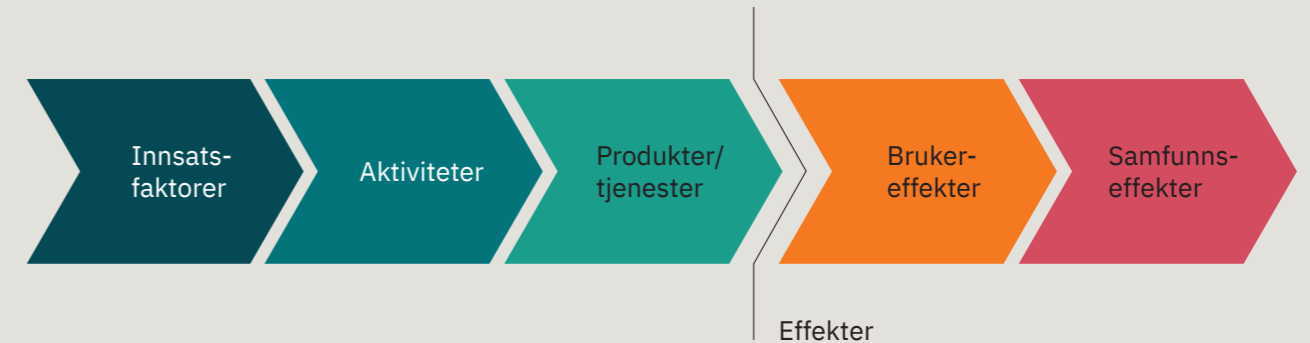 Innsats-
faktorer
Aktiviteter
Produkter/
tjenester
Bruker-
effekter
Samfunns-
effekter
Effekter